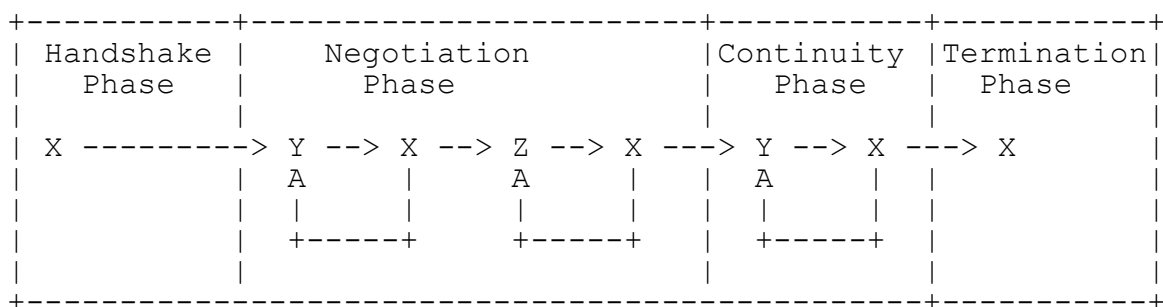 +-----------+------------------------+-----------+-----------+
| Handshake |    Negotiation         |Continuity |Termination|
|   Phase   |      Phase             |   Phase   |  Phase    |
|           |                        |           |           |
| X ---------> Y --> X --> Z --> X ---> Y --> X ---> X       |
|           |  A     |     A     |  |  A     |  |           |
|           |  |     |     |     |  |  |     |  |           |
|           |  +-----+     +-----+  |  +-----+  |           |
|           |                        |           |           |
+------------------------------------------------+-----------+